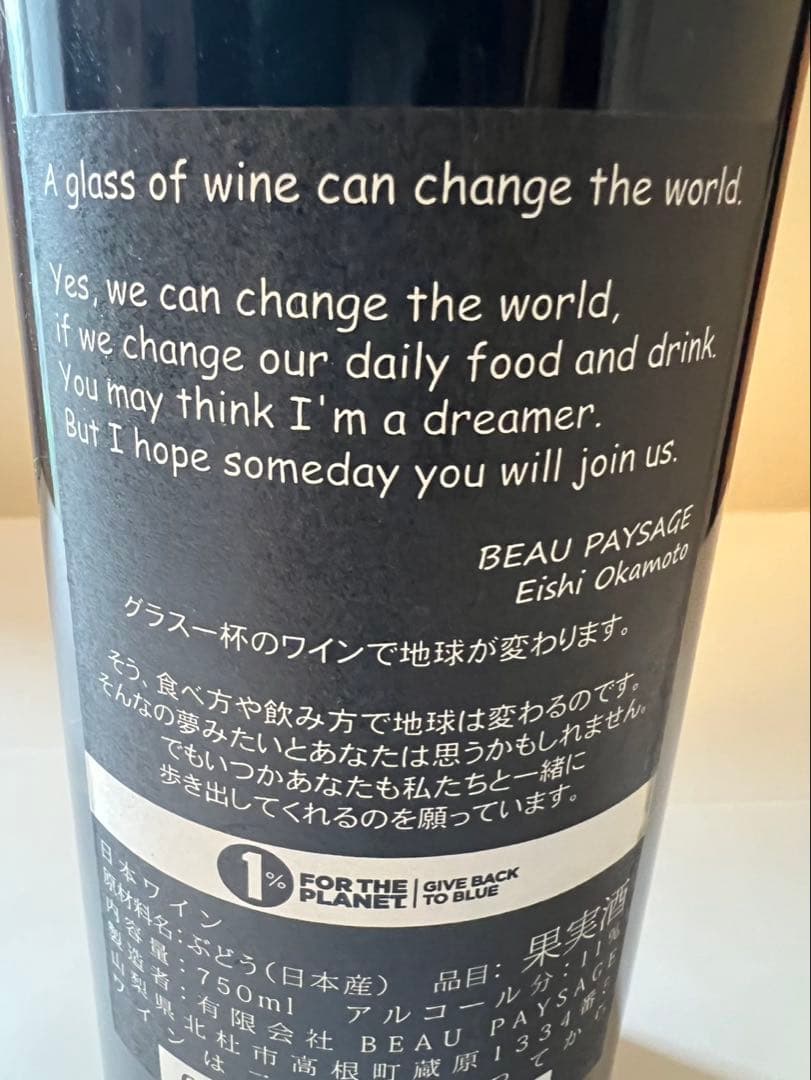 A glass of wine can change the world.
Yes, we can change the world,
if we change our daily food and drink.
You may think I'm a dreamer.
But I hope someday you will join us.
BEAU PAYSAGE
Eishi Okamoto
グラス一杯のワインで地球が変わります。
そう、食べ方や飲み方で地球は変わるのです。
そんなの夢みたいとあなたは思うかもしれません。
でもいつかあなたも私たちと一緒に
歩き出してくれるのを願っています。
1% FOR THE PLANET | GIVE BACK TO BLUE
日本ワイン 品目: 果実酒
原材料名:ぶどう(日本産)
内容量:750ml アルコール分:11%
製造者:有限会社 BEAU PAYSAGE
山梨県北杜市高根町蔵原1334番
ワインは